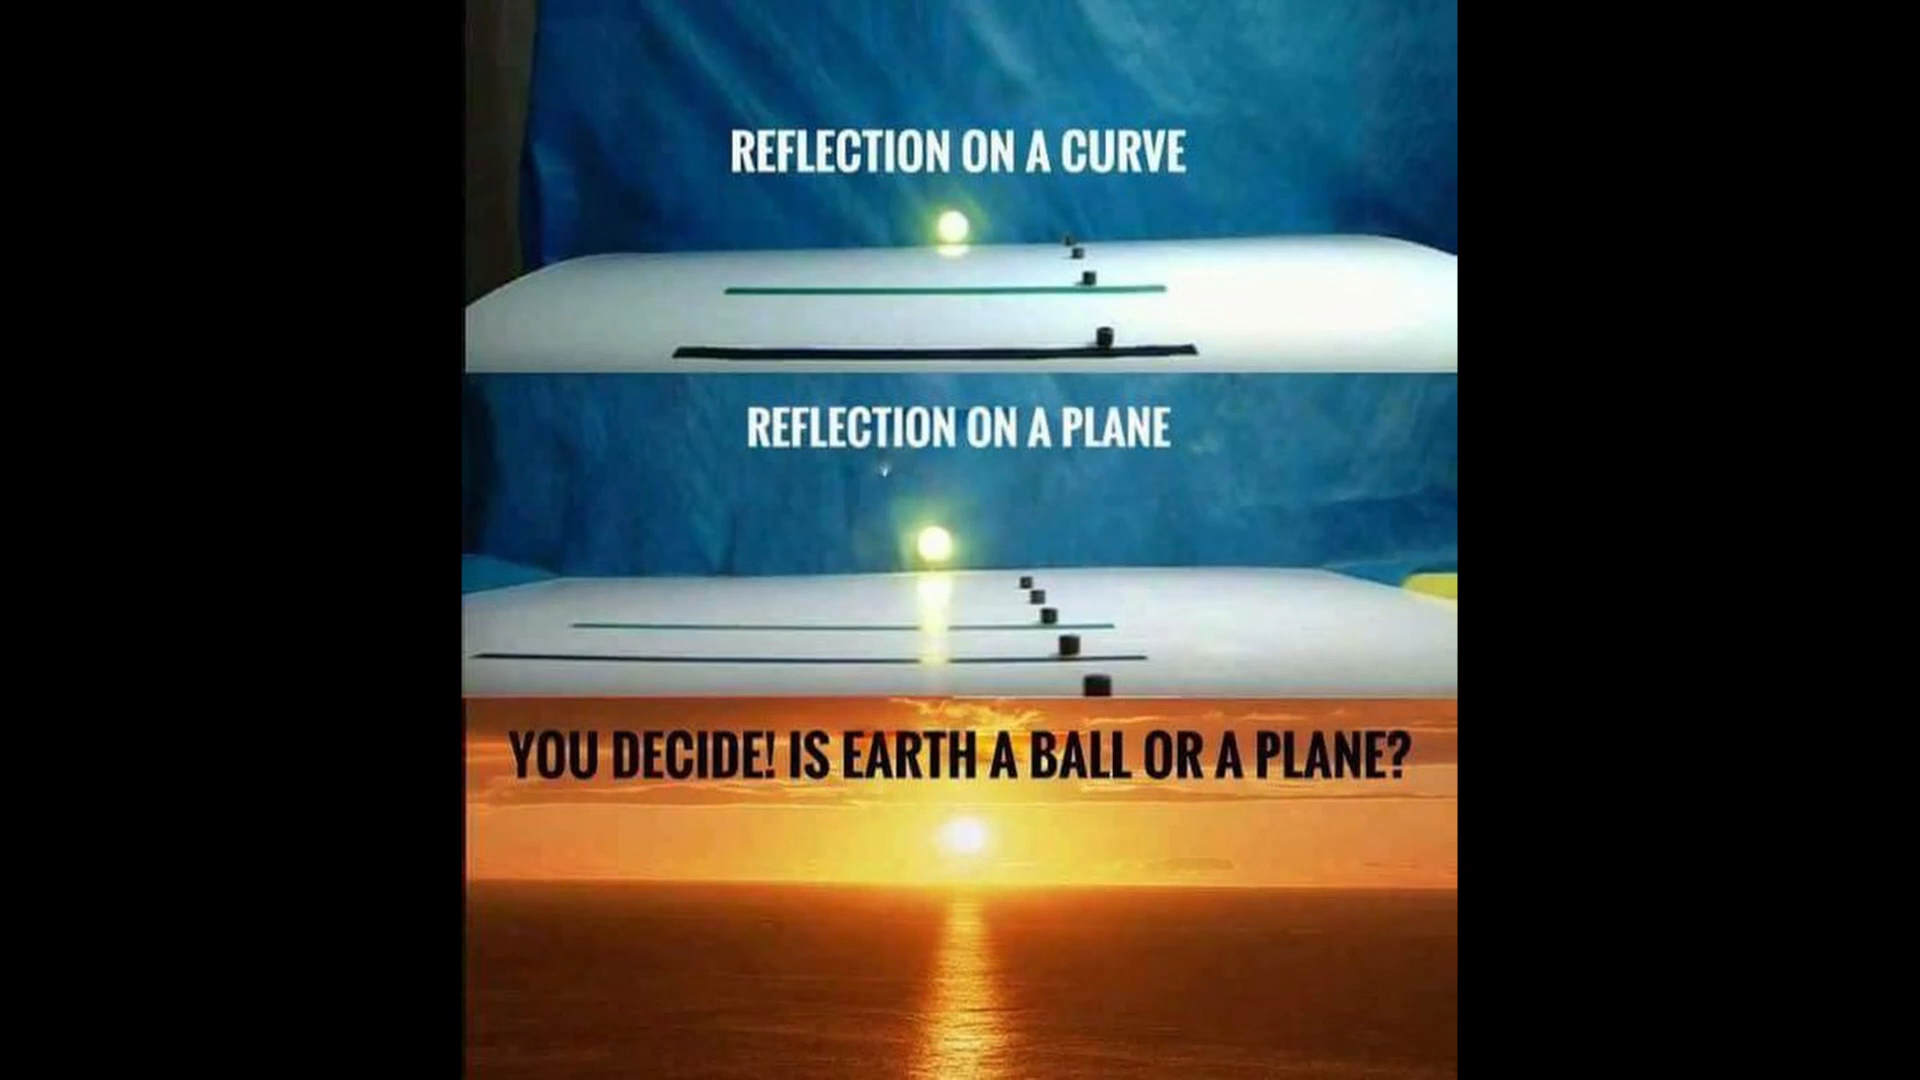 REFLECTION ON A CURVE
REFLECTION ON A PLANE
YOU DECIDE! IS EARTH A BALL OR A PLANE?